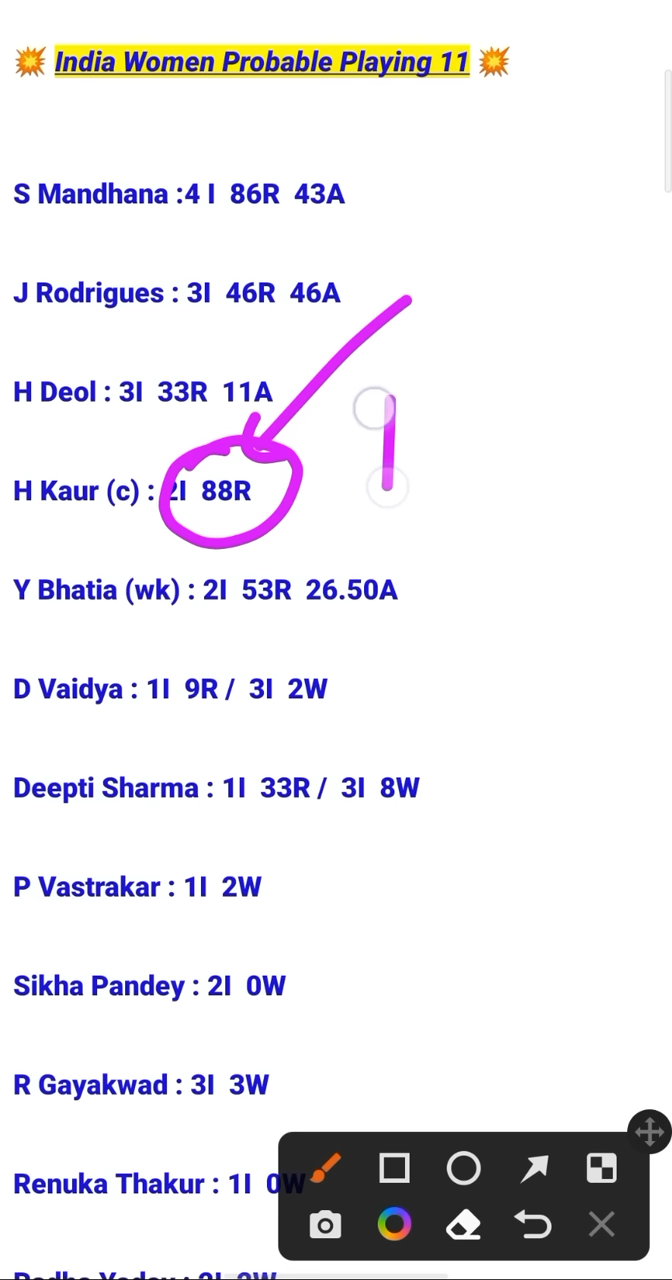 💥 India Women Probable Playing 11 💥
S Mandhana :4 I 86R 43A
J Rodrigues : 3I 46R 46A
H Deol : 3I 33R 11A
H Kaur (c) : 2I 88R
Y Bhatia (wk) : 2I 53R 26.50A
D Vaidya : 1I 9R / 3I 2W
Deepti Sharma : 1I 33R / 3I 8W
P Vastrakar : 1I 2W
Sikha Pandey : 2I 0W
R Gayakwad : 3I 3W
Renuka Thakur : 1I 0W